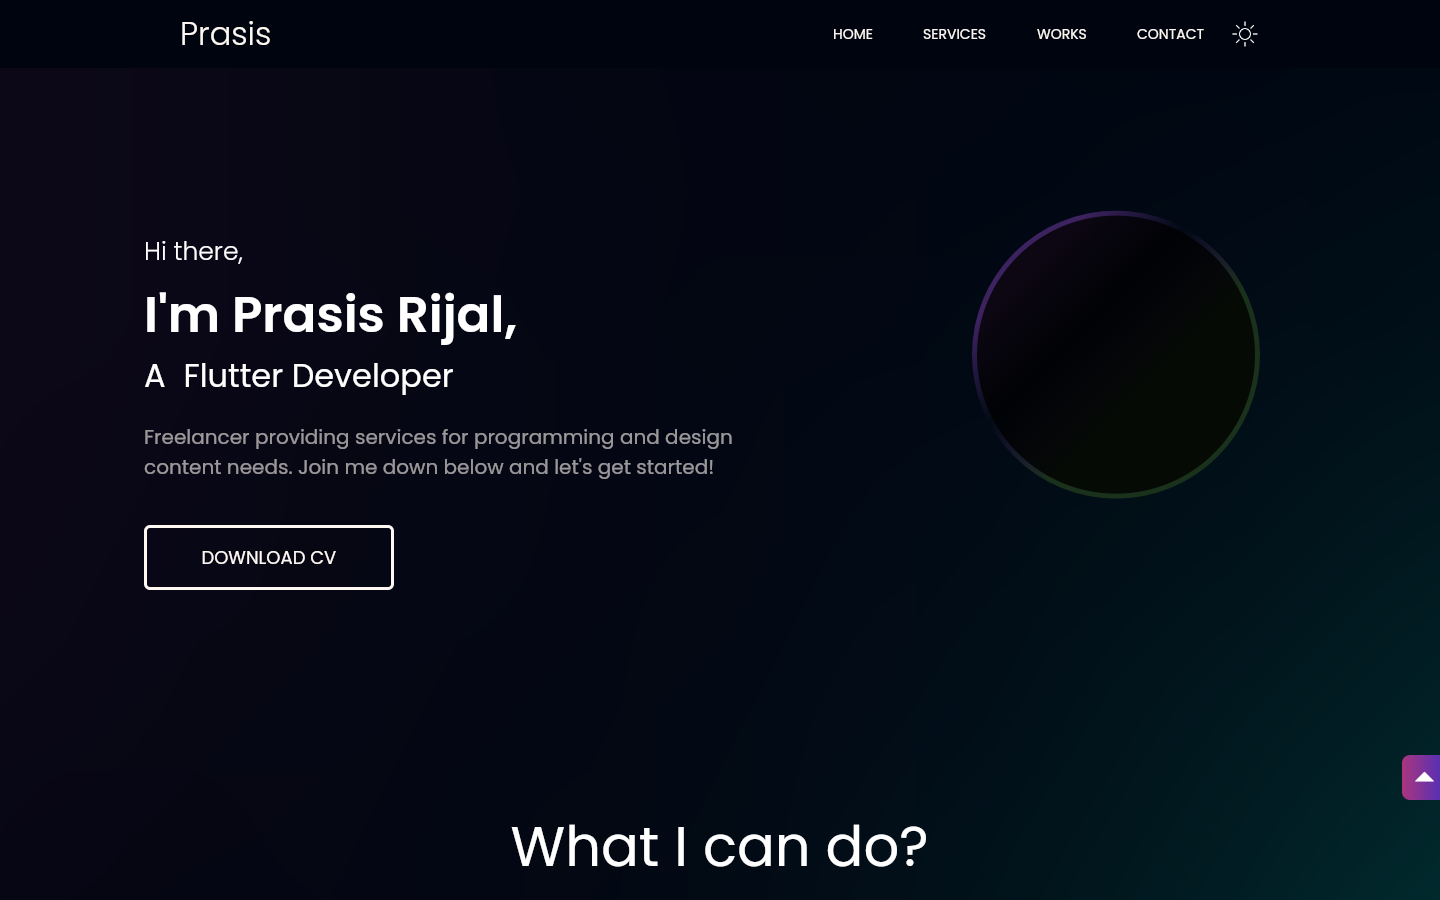 Prasis
HOME
SERVICES
WORKS
CONTACT
Hi there,
I'm Prasis Rijal,
A  Flutter Developer
Freelancer providing services for programming and design
content needs. Join me down below and let's get started!
DOWNLOAD CV
What I can do?